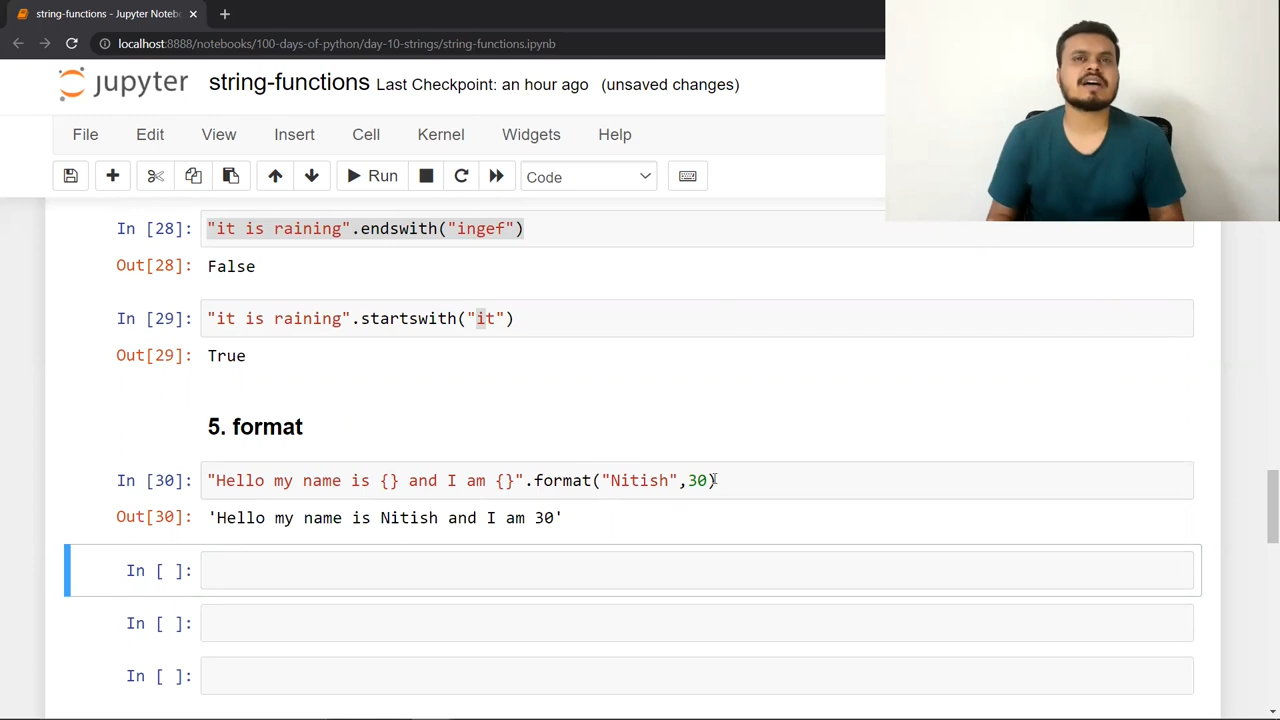 string-functions - Jupyter Noteb
localhost:8888/notebooks/100-days-of-python/day-10-strings/string-functions.ipynb
jupyter string-functions Last Checkpoint: an hour ago (unsaved changes)
File Edit View Insert Cell Kernel Widgets Help
Run Code
In [28]: "it is raining".endswith("ingef")
Out[28]: False
In [29]: "it is raining".startswith("it")
Out[29]: True
5. format
In [30]: "Hello my name is {} and I am {}".format("Nitish",30)
Out[30]: 'Hello my name is Nitish and I am 30'
In [ ]:
In [ ]:
In [ ]: